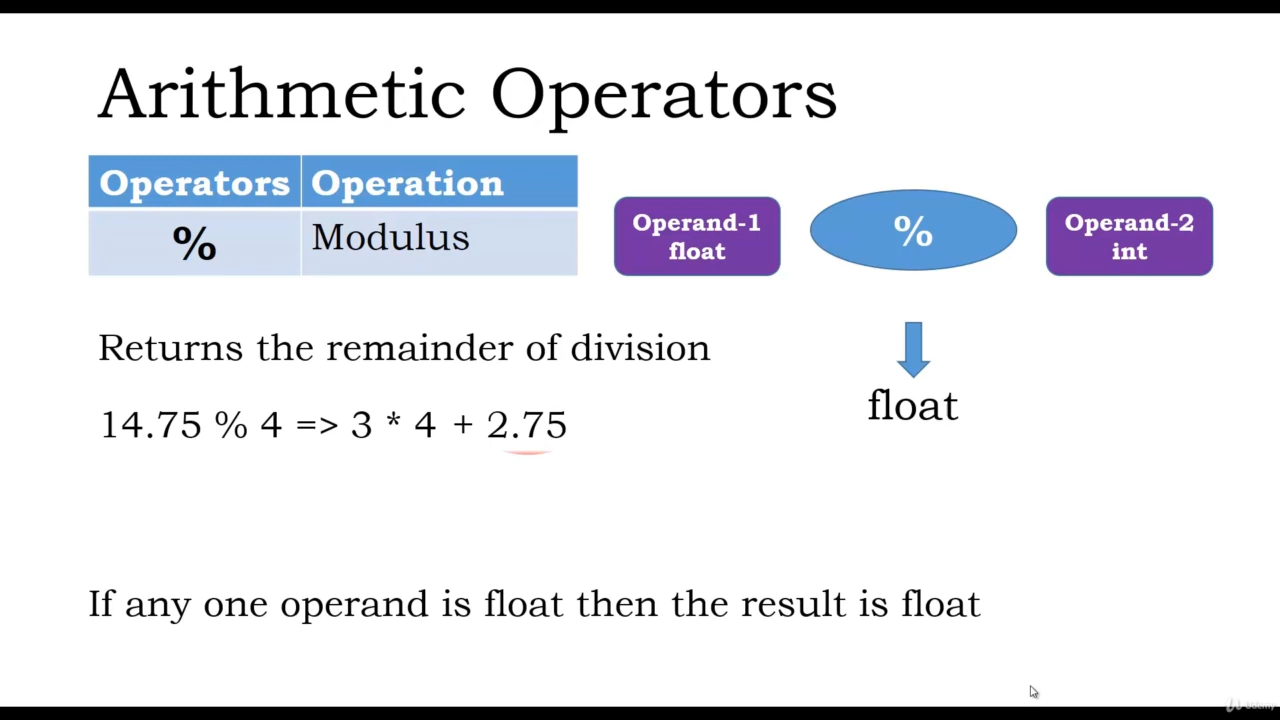 Arithmetic Operators
Operators Operation
% Modulus
Operand-1
float
%
Operand-2
int
Returns the remainder of division
float
14.75 % 4 => 3 * 4 + 2.75
If any one operand is float then the result is float
Udemy